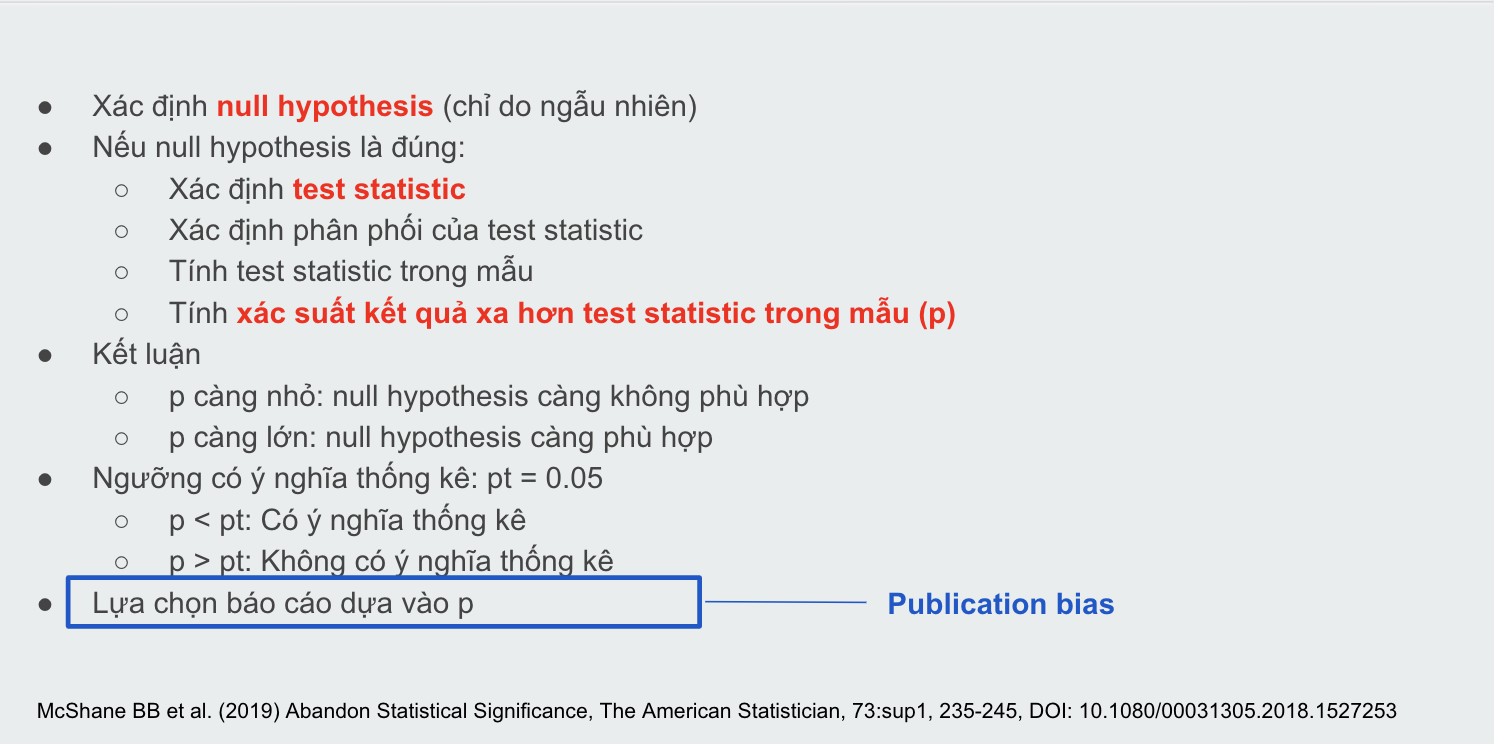 ● Xác định null hypothesis (chỉ do ngẫu nhiên)
● Nếu null hypothesis là đúng:
○ Xác định test statistic
○ Xác định phân phối của test statistic
○ Tính test statistic trong mẫu
○ Tính xác suất kết quả xa hơn test statistic trong mẫu (p)
● Kết luận
○ p càng nhỏ: null hypothesis càng không phù hợp
○ p càng lớn: null hypothesis càng phù hợp
● Ngưỡng có ý nghĩa thống kê: pt = 0.05
○ p < pt: Có ý nghĩa thống kê
○ p > pt: Không có ý nghĩa thống kê
● Lựa chọn báo cáo dựa vào p
Publication bias
McShane BB et al. (2019) Abandon Statistical Significance, The American Statistician, 73:sup1, 235-245, DOI: 10.1080/00031305.2018.1527253